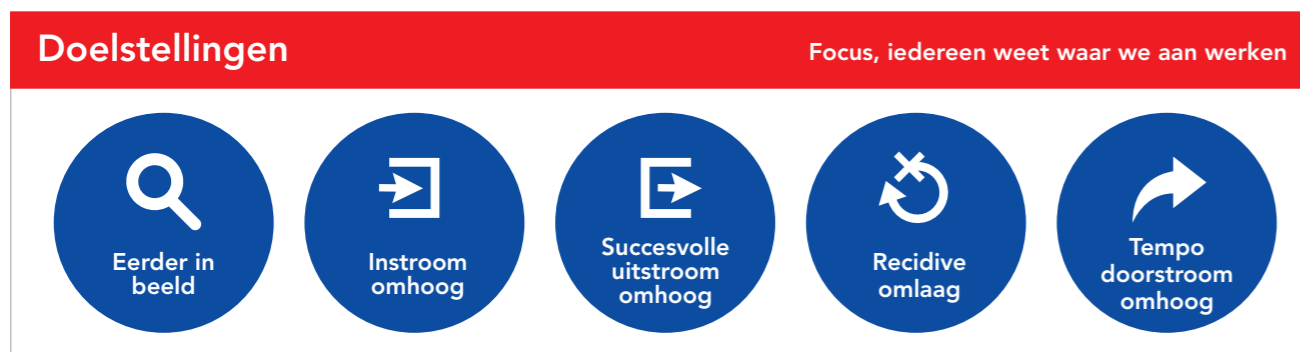 Doelstellingen
Focus, iedereen weet waar we aan werken
Eerder in
beeld
Instroom
omhoog
Succesvolle
uitstroom
omhoog
Recidive
omlaag
Tempo
doorstroom
omhoog